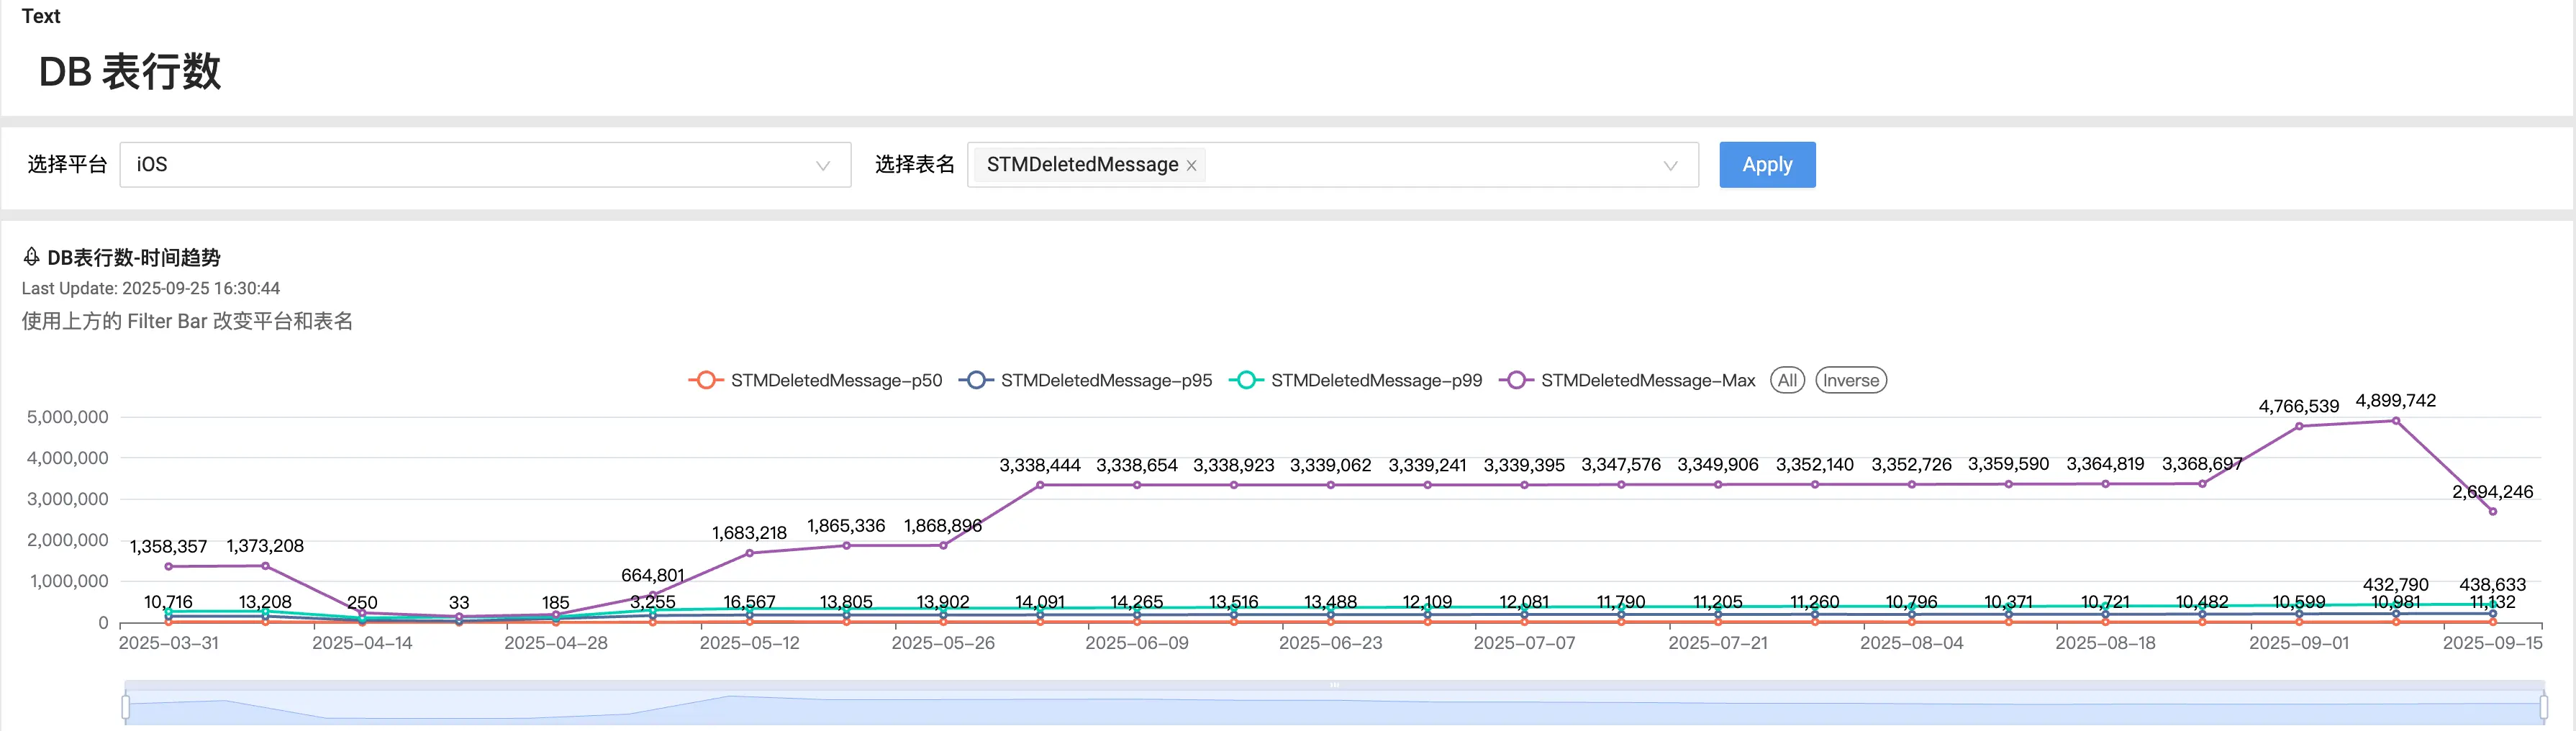 Text
DB 表行数
选择平台 iOS 选择表名 STMDeletedMessage × Apply
DB表行数-时间趋势
Last Update: 2025-09-25 16:30:44
使用上方的 Filter Bar 改变平台和表名
STMDeletedMessage-p50 STMDeletedMessage-p95 STMDeletedMessage-p99 STMDeletedMessage-Max All Inverse
4,766,539 4,899,742
5,000,000
4,000,000
3,338,444 3,338,654 3,338,923 3,339,062 3,339,241 3,339,395 3,347,576 3,349,906 3,352,140 3,352,726 3,359,590 3,364,819 3,368,697
3,000,000
2,694,246
1,683,218 1,865,336 1,868,896
2,000,000
1,358,357 1,373,208
664,801
1,000,000
432,790 438,633
10,716 13,208 250 33 185 3,255 16,567 13,805 13,902 14,091 14,265 13,516 13,488 12,109 12,081 11,790 11,205 11,260 10,796 10,371 10,721 10,482 10,599 10,981 11,132
0
2025-03-31 2025-04-14 2025-04-28 2025-05-12 2025-05-26 2025-06-09 2025-06-23 2025-07-07 2025-07-21 2025-08-04 2025-08-18 2025-09-01 2025-09-15